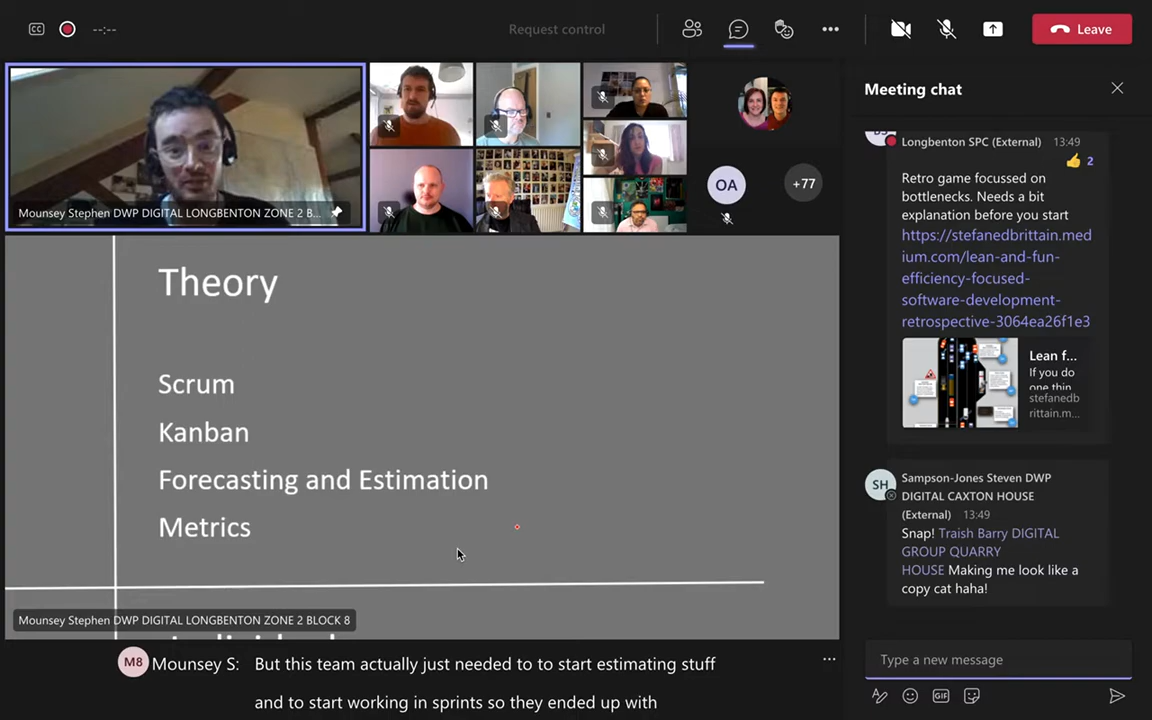 CC
--:--
Request control
Leave
Mounsey Stephen DWP DIGITAL LONGBENTON ZONE 2 B...
OA
+77
Theory
Scrum
Kanban
Forecasting and Estimation
Metrics
Mounsey Stephen DWP DIGITAL LONGBENTON ZONE 2 BLOCK 8
M8
Mounsey S: But this team actually just needed to to start estimating stuff
and to start working in sprints so they ended up with
Meeting chat
Longbenton SPC (External) 13:49
2
Retro game focussed on
bottlenecks. Needs a bit
explanation before you start
https://stefanedbrittain.med
ium.com/lean-and-fun-
efficiency-focused-
software-development-
retrospective-3064ea26f1e3
Lean f...
If you do
one thin
stefanedb
rittain.m...
SH
Sampson-Jones Steven DWP
DIGITAL CAXTON HOUSE
(External) 13:49
Snap! Traish Barry DIGITAL
GROUP QUARRY
HOUSE Making me look like a
copy cat haha!
Type a new message
GIF